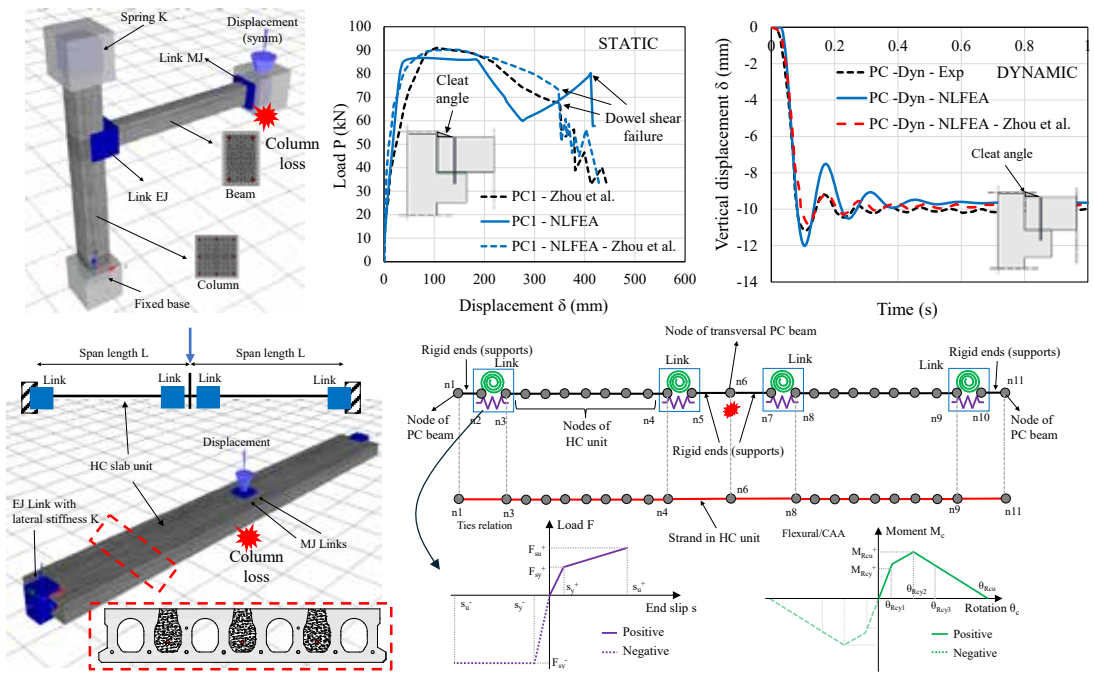 Spring K
Displacement
(symm)
Link MJ
Column
loss
Link EJ
Beam
Column
Fixed base
Load P (kN)
100
90
80
70
60
50
40
30
20
10
0
STATIC
Cleat
angle
Dowel shear
failure
PC1 - Zhou et al.
PC1 - NLFEA
PC1 - NLFEA - Zhou et al.
0 100 200 300 400 500 600
Displacement δ (mm)
Vertical displacement δ (mm)
0
-2
-4
-6
-8
-10
-12
-14
0 0.2 0.4 0.6 0.8 1
PC -Dyn - Exp
DYNAMIC
PC -Dyn - NLFEA
PC -Dyn - NLFEA - Zhou et al.
Cleat angle
Time (s)
Span length L
Span length L
Link
Link
Link
Link
HC slab unit
Displacement
EJ Link with
lateral stiffness K
Column
loss
MJ Links
Node of transversal PC beam
Rigid ends (supports)
Link
Link
Link
Link
Rigid ends (supports)
n1
n6
n11
n2
n3
n4
n5
n7
n8
n9
n10
Node of
PC beam
Nodes of
HC unit
Rigid ends (supports)
Node of
PC beam
n6
n1
n3
n4
n8
n9
n11
Ties relation
Strand in HC unit
Load F
Fsu+
Fsy+
sy+
su+
su-
sy-
End slip s
Fsy-
Positive
Negative
Flexural/CAA
Moment Mc
MRcu+
MRcy+
θRcy1
θRcy2
θRcy3
θRcu
Rotation θc
Positive
Negative